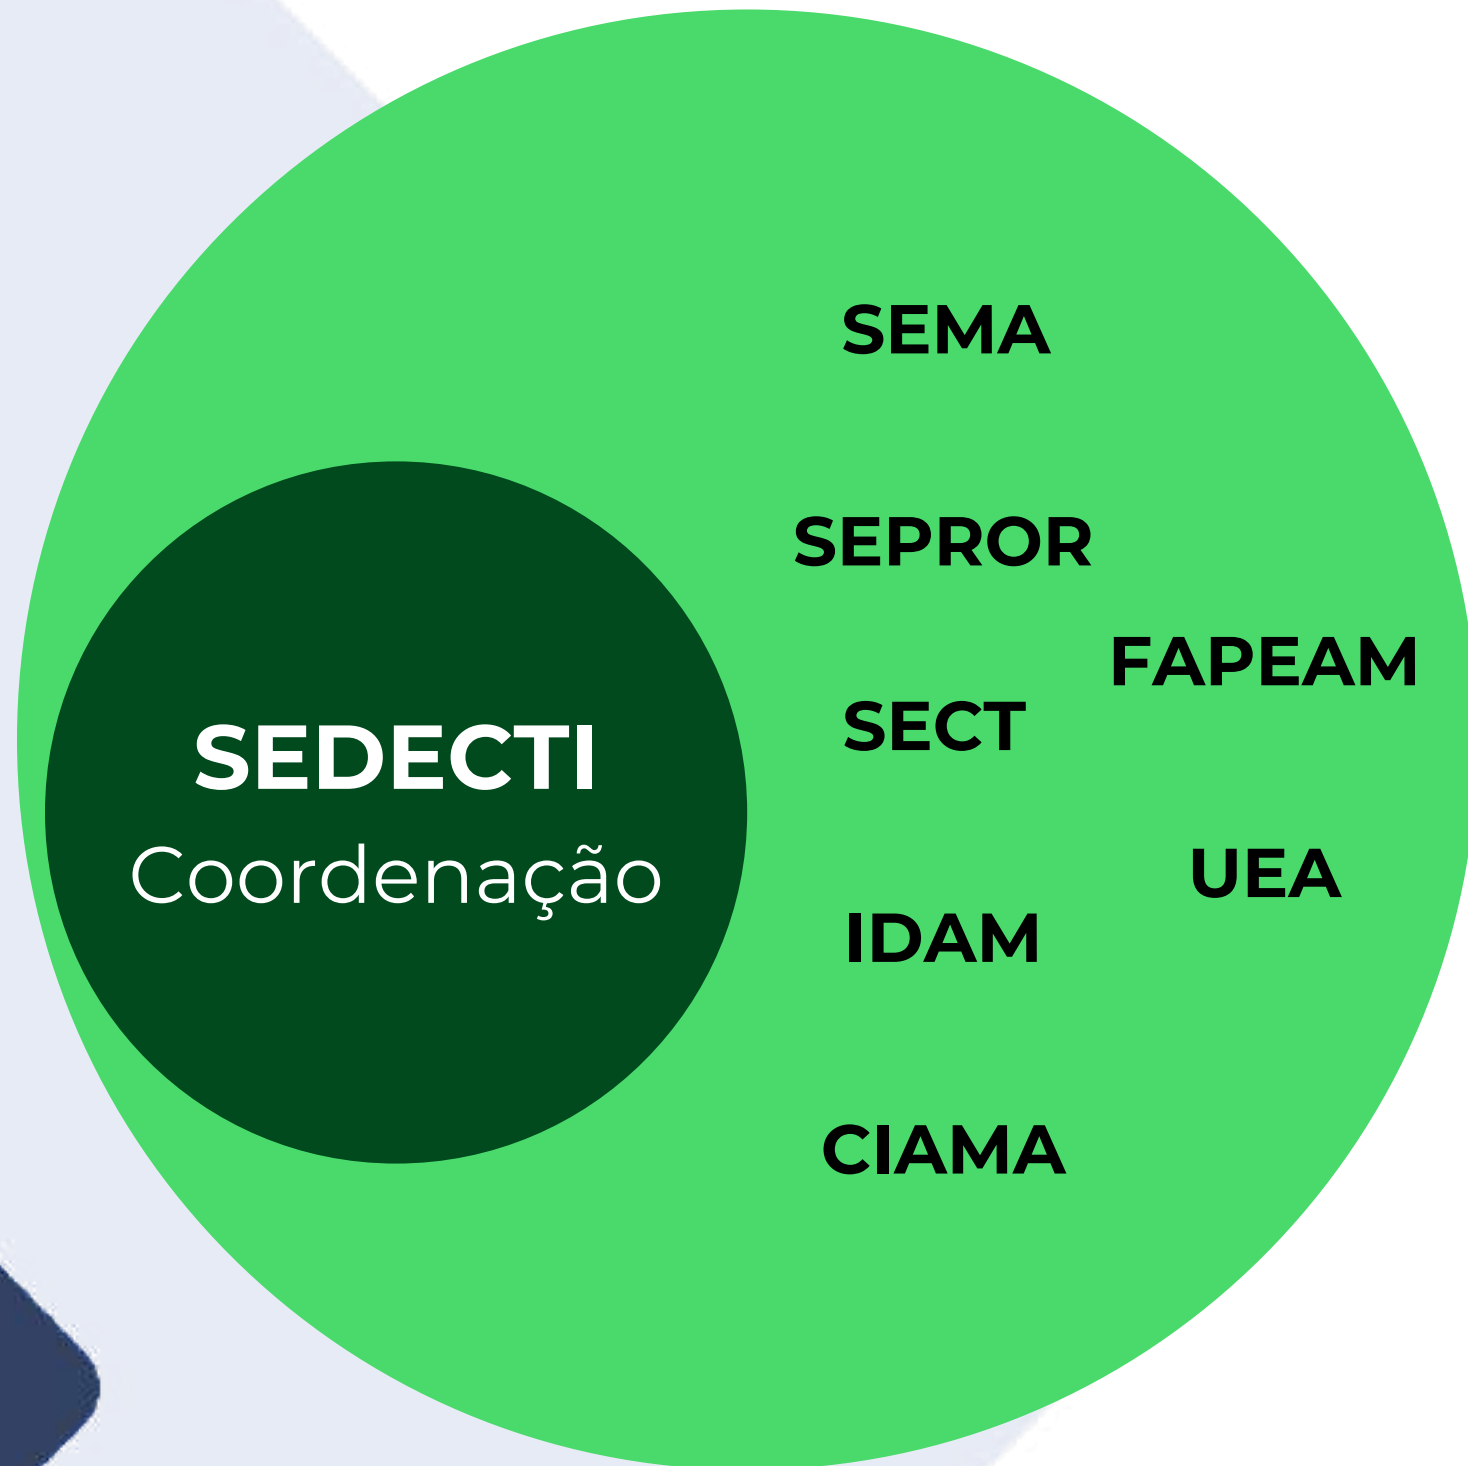 SEDECTI
Coordenação
SEMA
SEPROR
SECT
IDAM
CIAMA
FAPEAM
UEA